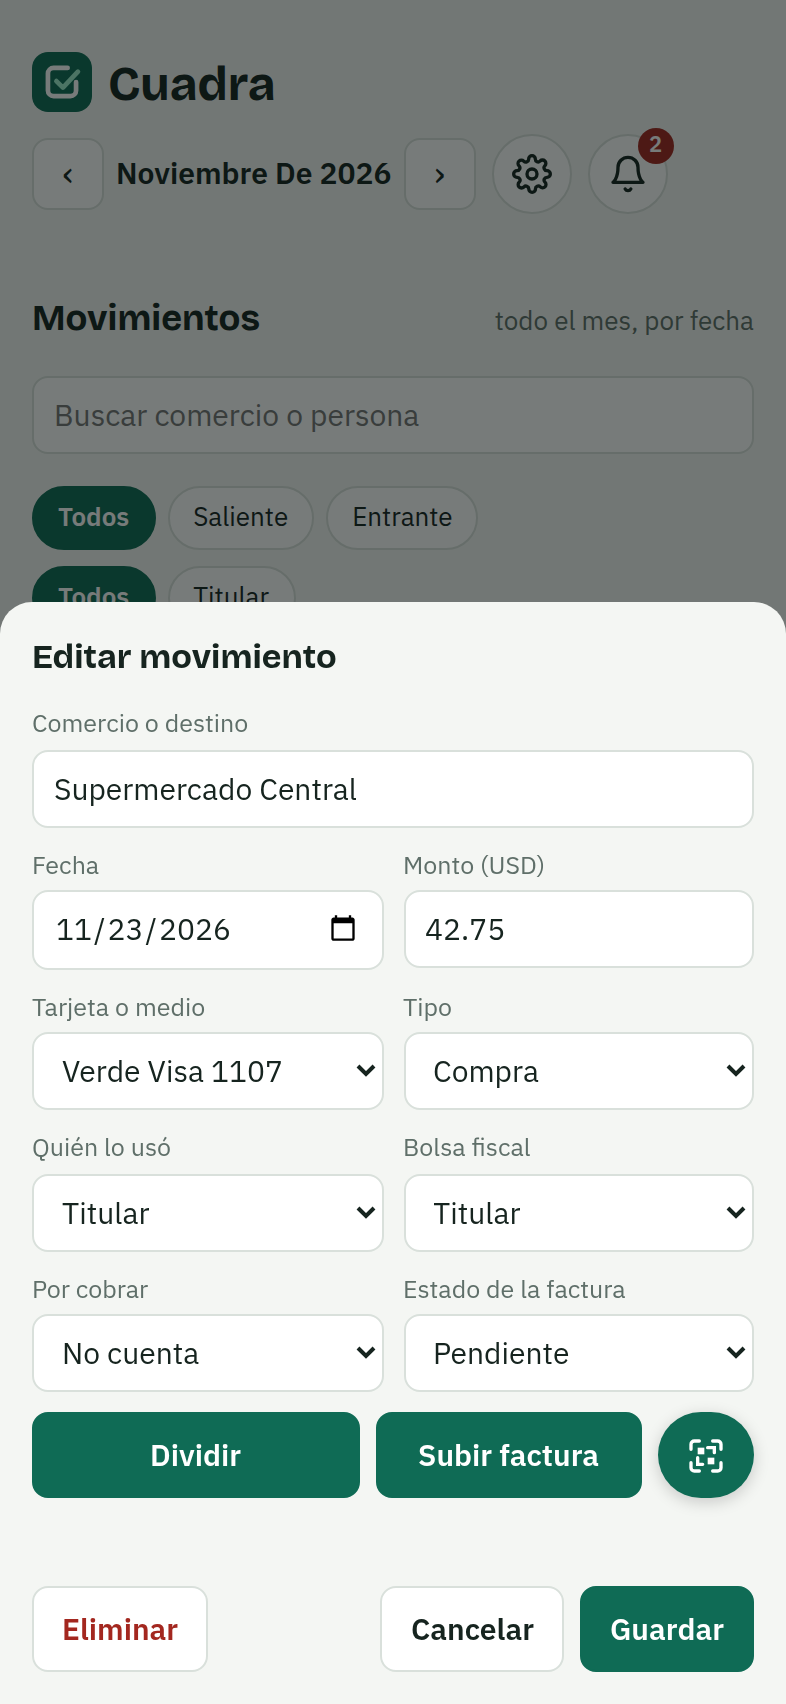 Cuadra
‹ Noviembre De 2026 › 2
Movimientos todo el mes, por fecha
Buscar comercio o persona
Todos Saliente Entrante
Todos Titular
Editar movimiento
Comercio o destino
Supermercado Central
Fecha Monto (USD)
11/23/2026 42.75
Tarjeta o medio Tipo
Verde Visa 1107 Compra
Quién lo usó Bolsa fiscal
Titular Titular
Por cobrar Estado de la factura
No cuenta Pendiente
Dividir Subir factura
Eliminar Cancelar Guardar